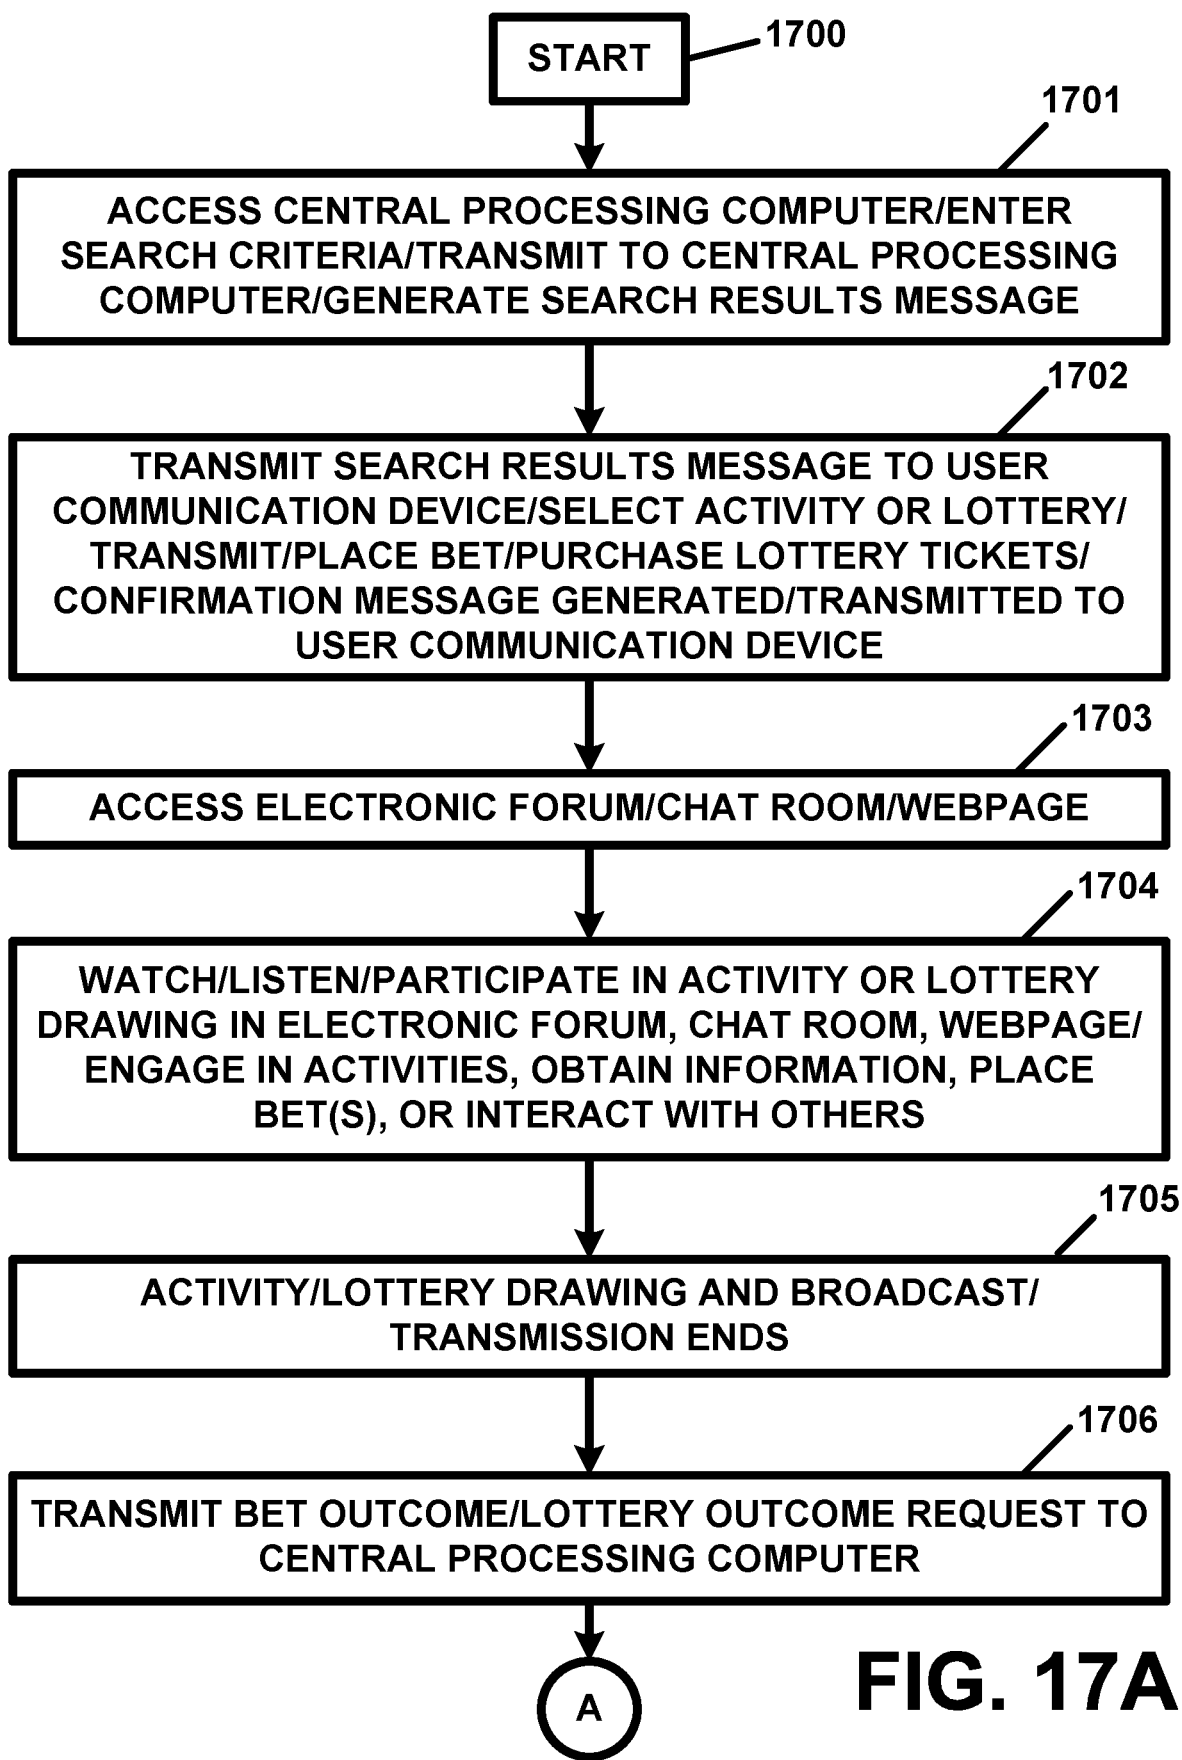 START
1700
1701
ACCESS CENTRAL PROCESSING COMPUTER/ENTER
SEARCH CRITERIA/TRANSMIT TO CENTRAL PROCESSING
COMPUTER/GENERATE SEARCH RESULTS MESSAGE
1702
TRANSMIT SEARCH RESULTS MESSAGE TO USER
COMMUNICATION DEVICE/SELECT ACTIVITY OR LOTTERY/
TRANSMIT/PLACE BET/PURCHASE LOTTERY TICKETS/
CONFIRMATION MESSAGE GENERATED/TRANSMITTED TO
USER COMMUNICATION DEVICE
1703
ACCESS ELECTRONIC FORUM/CHAT ROOM/WEBPAGE
1704
WATCH/LISTEN/PARTICIPATE IN ACTIVITY OR LOTTERY
DRAWING IN ELECTRONIC FORUM, CHAT ROOM, WEBPAGE/
ENGAGE IN ACTIVITIES, OBTAIN INFORMATION, PLACE
BET(S), OR INTERACT WITH OTHERS
1705
ACTIVITY/LOTTERY DRAWING AND BROADCAST/
TRANSMISSION ENDS
1706
TRANSMIT BET OUTCOME/LOTTERY OUTCOME REQUEST TO
CENTRAL PROCESSING COMPUTER
A
FIG. 17A